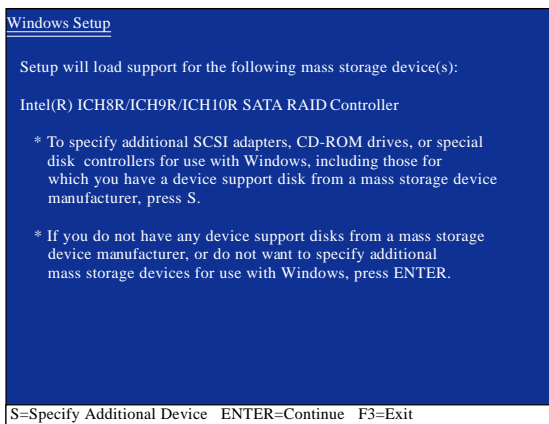 Windows Setup
Setup will load support for the following mass storage device(s):
Intel(R) ICH8R/ICH9R/ICH10R SATA RAID Controller
* To specify additional SCSI adapters, CD-ROM drives, or special
disk controllers for use with Windows, including those for
which you have a device support disk from a mass storage device
manufacturer, press S.
* If you do not have any device support disks from a mass storage
device manufacturer, or do not want to specify additional
mass storage devices for use with Windows, press ENTER.
S=Specify Additional Device ENTER=Continue F3=Exit